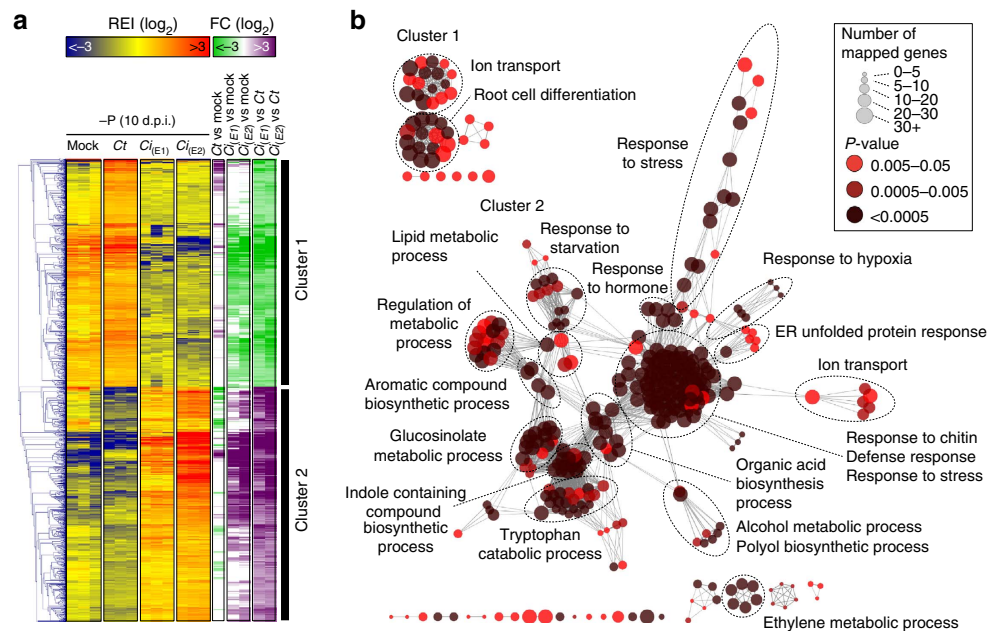 a
REI (log2)
FC (log2)
<–3
>3
<–3
>3
–P (10 d.p.i.)
Mock
Ct
Ci(E1)
Ci(E2)
Ct vs mock
Ci(E1) vs mock
Ci(E2) vs mock
Ci(E1) vs Ct
Ci(E2) vs Ct
Cluster 1
Cluster 2
b
Cluster 1
Ion transport
Root cell differentiation
Response
to stress
Number of
mapped genes
0–5
5–10
10–20
20–30
30+
P-value
0.005–0.05
0.0005–0.005
<0.0005
Cluster 2
Lipid metabolic
process
Response to
starvation
Response
to hormone
Response to hypoxia
Regulation of
metabolic
process
ER unfolded protein response
Ion transport
Aromatic compound
biosynthetic process
Glucosinolate
metabolic process
Response to chitin
Defense response
Response to stress
Organic acid
biosynthesis
process
Indole containing
compound
biosynthetic
process
Tryptophan
catabolic process
Alcohol metabolic process
Polyol biosynthetic process
Ethylene metabolic process